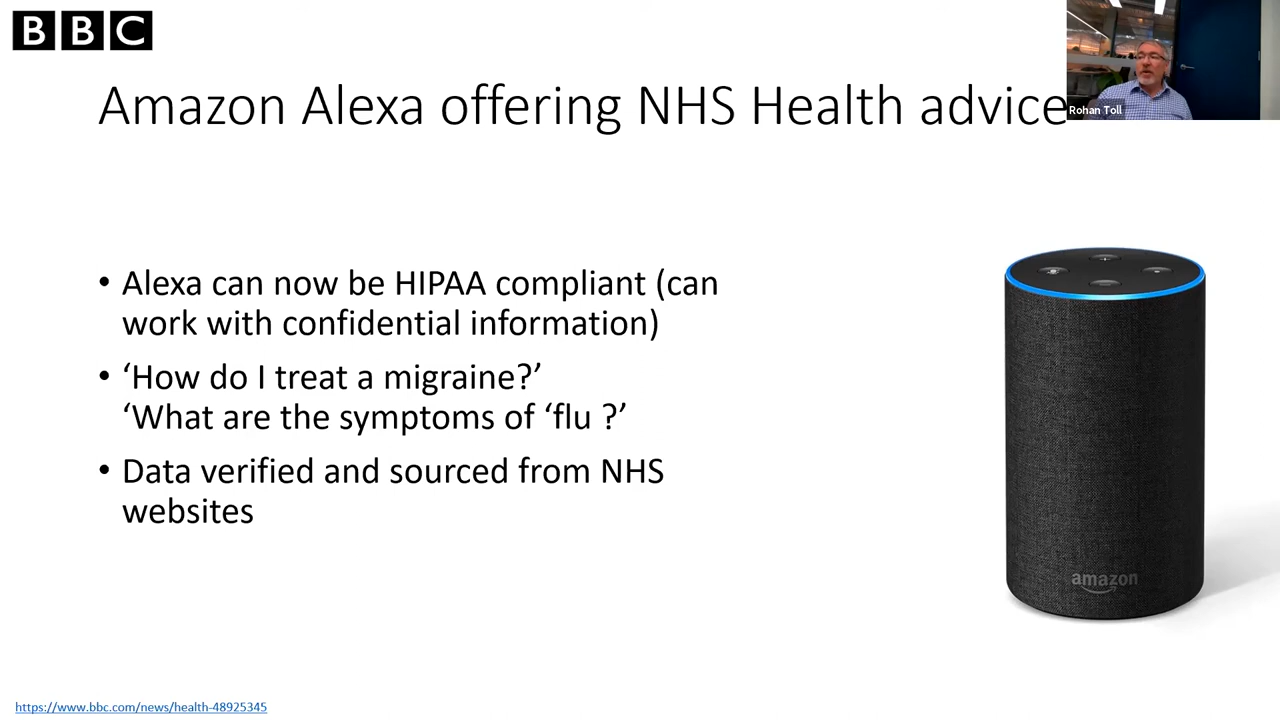 BBC
Amazon Alexa offering NHS Health advice
Rohan Toll
• Alexa can now be HIPAA compliant (can
work with confidential information)
• ‘How do I treat a migraine?’
‘What are the symptoms of ‘flu ?’
• Data verified and sourced from NHS
websites
amazon
https://www.bbc.com/news/health-48925345